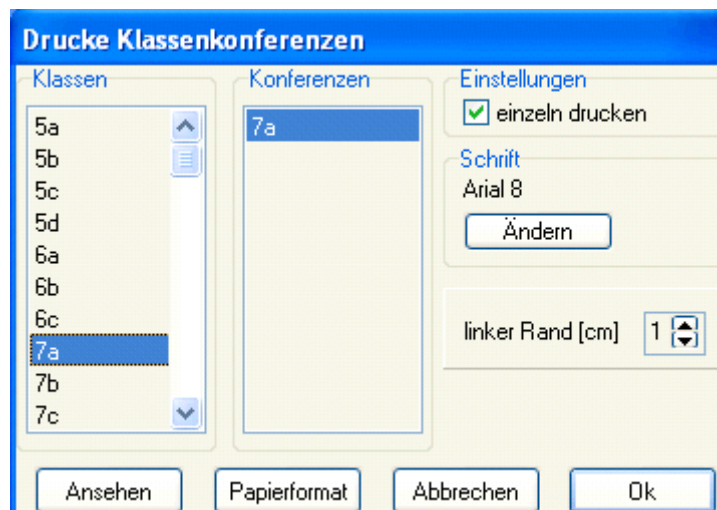 Drucke Klassenkonferenzen
Klassen
5a
5b
5c
5d
6a
6b
6c
7a
7b
7c
Konferenzen
7a
Einstellungen
einzeln drucken
Schrift
Arial 8
Ändern
linker Rand [cm] 1
Ansehen Papierformat Abbrechen Ok